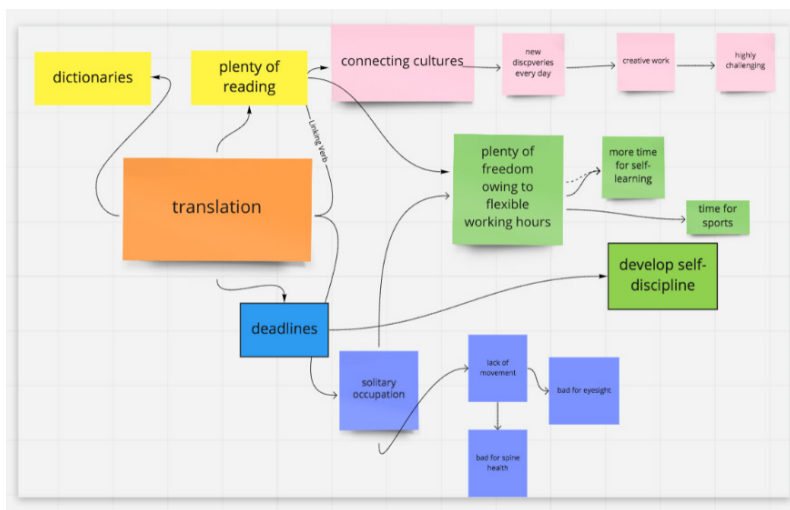 dictionaries
plenty of
reading
connecting cultures
new
discpveries
every day
creative work
highly
challenging
Linking Verb
translation
plenty of
freedom
owing to
flexible
working hours
more time
for self-
learning
time for
sports
develop self-
discipline
deadlines
solitary
occupation
lack of
movement
bad for eyesight
bad for spine
health